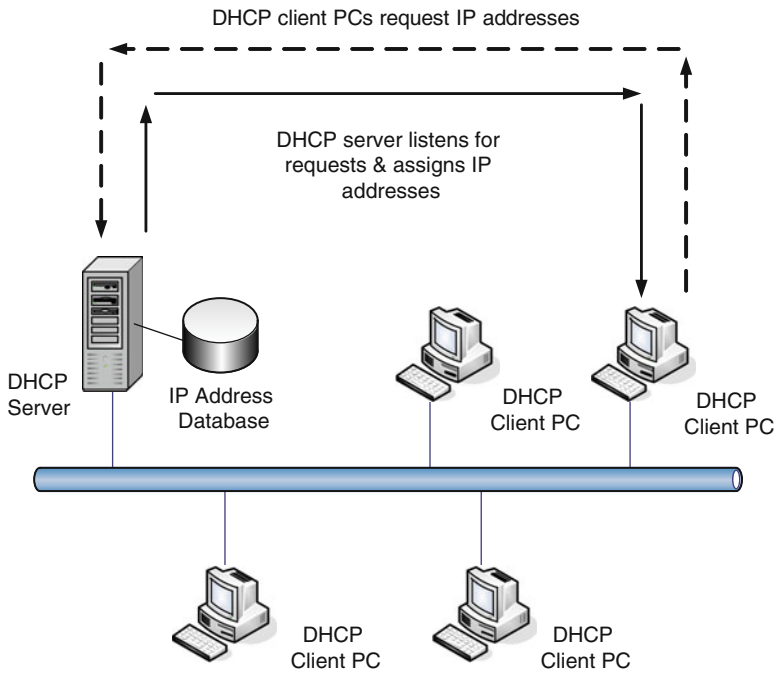 DHCP client PCs request IP addresses
DHCP server listens for
requests & assigns IP
addresses
DHCP
Server
IP Address
Database
DHCP
Client PC
DHCP
Client PC
DHCP
Client PC
DHCP
Client PC